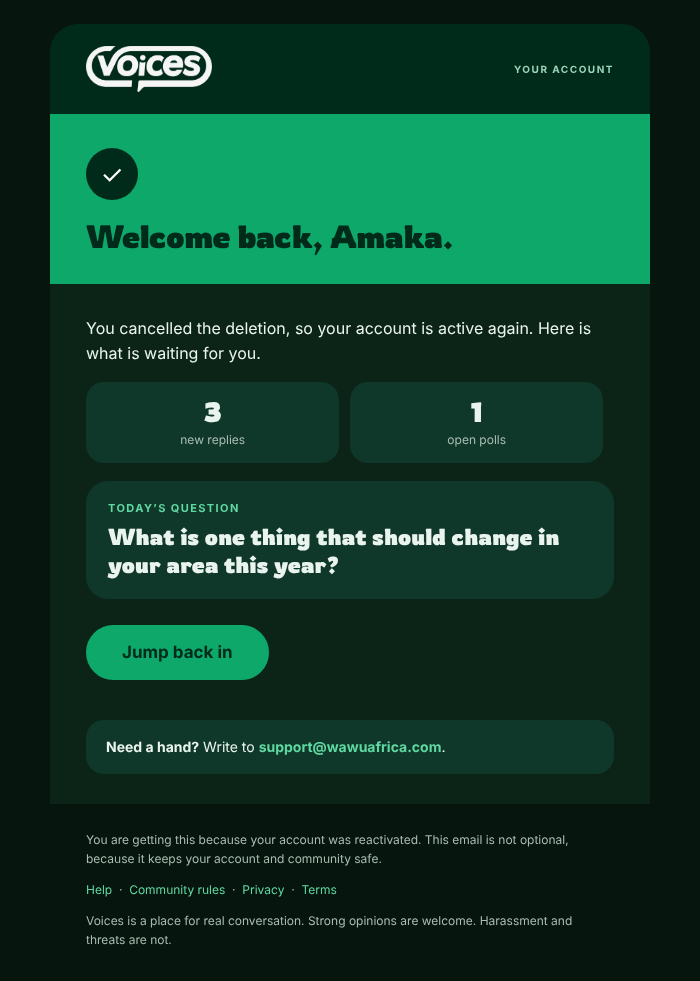 Voices
YOUR ACCOUNT
Welcome back, Amaka.
You cancelled the deletion, so your account is active again. Here is
what is waiting for you.
3
new replies
1
open polls
TODAY’S QUESTION
What is one thing that should change in
your area this year?
Jump back in
Need a hand? Write to support@wawuafrica.com.
You are getting this because your account was reactivated. This email is not optional,
because it keeps your account and community safe.
Help · Community rules · Privacy · Terms
Voices is a place for real conversation. Strong opinions are welcome. Harassment and
threats are not.